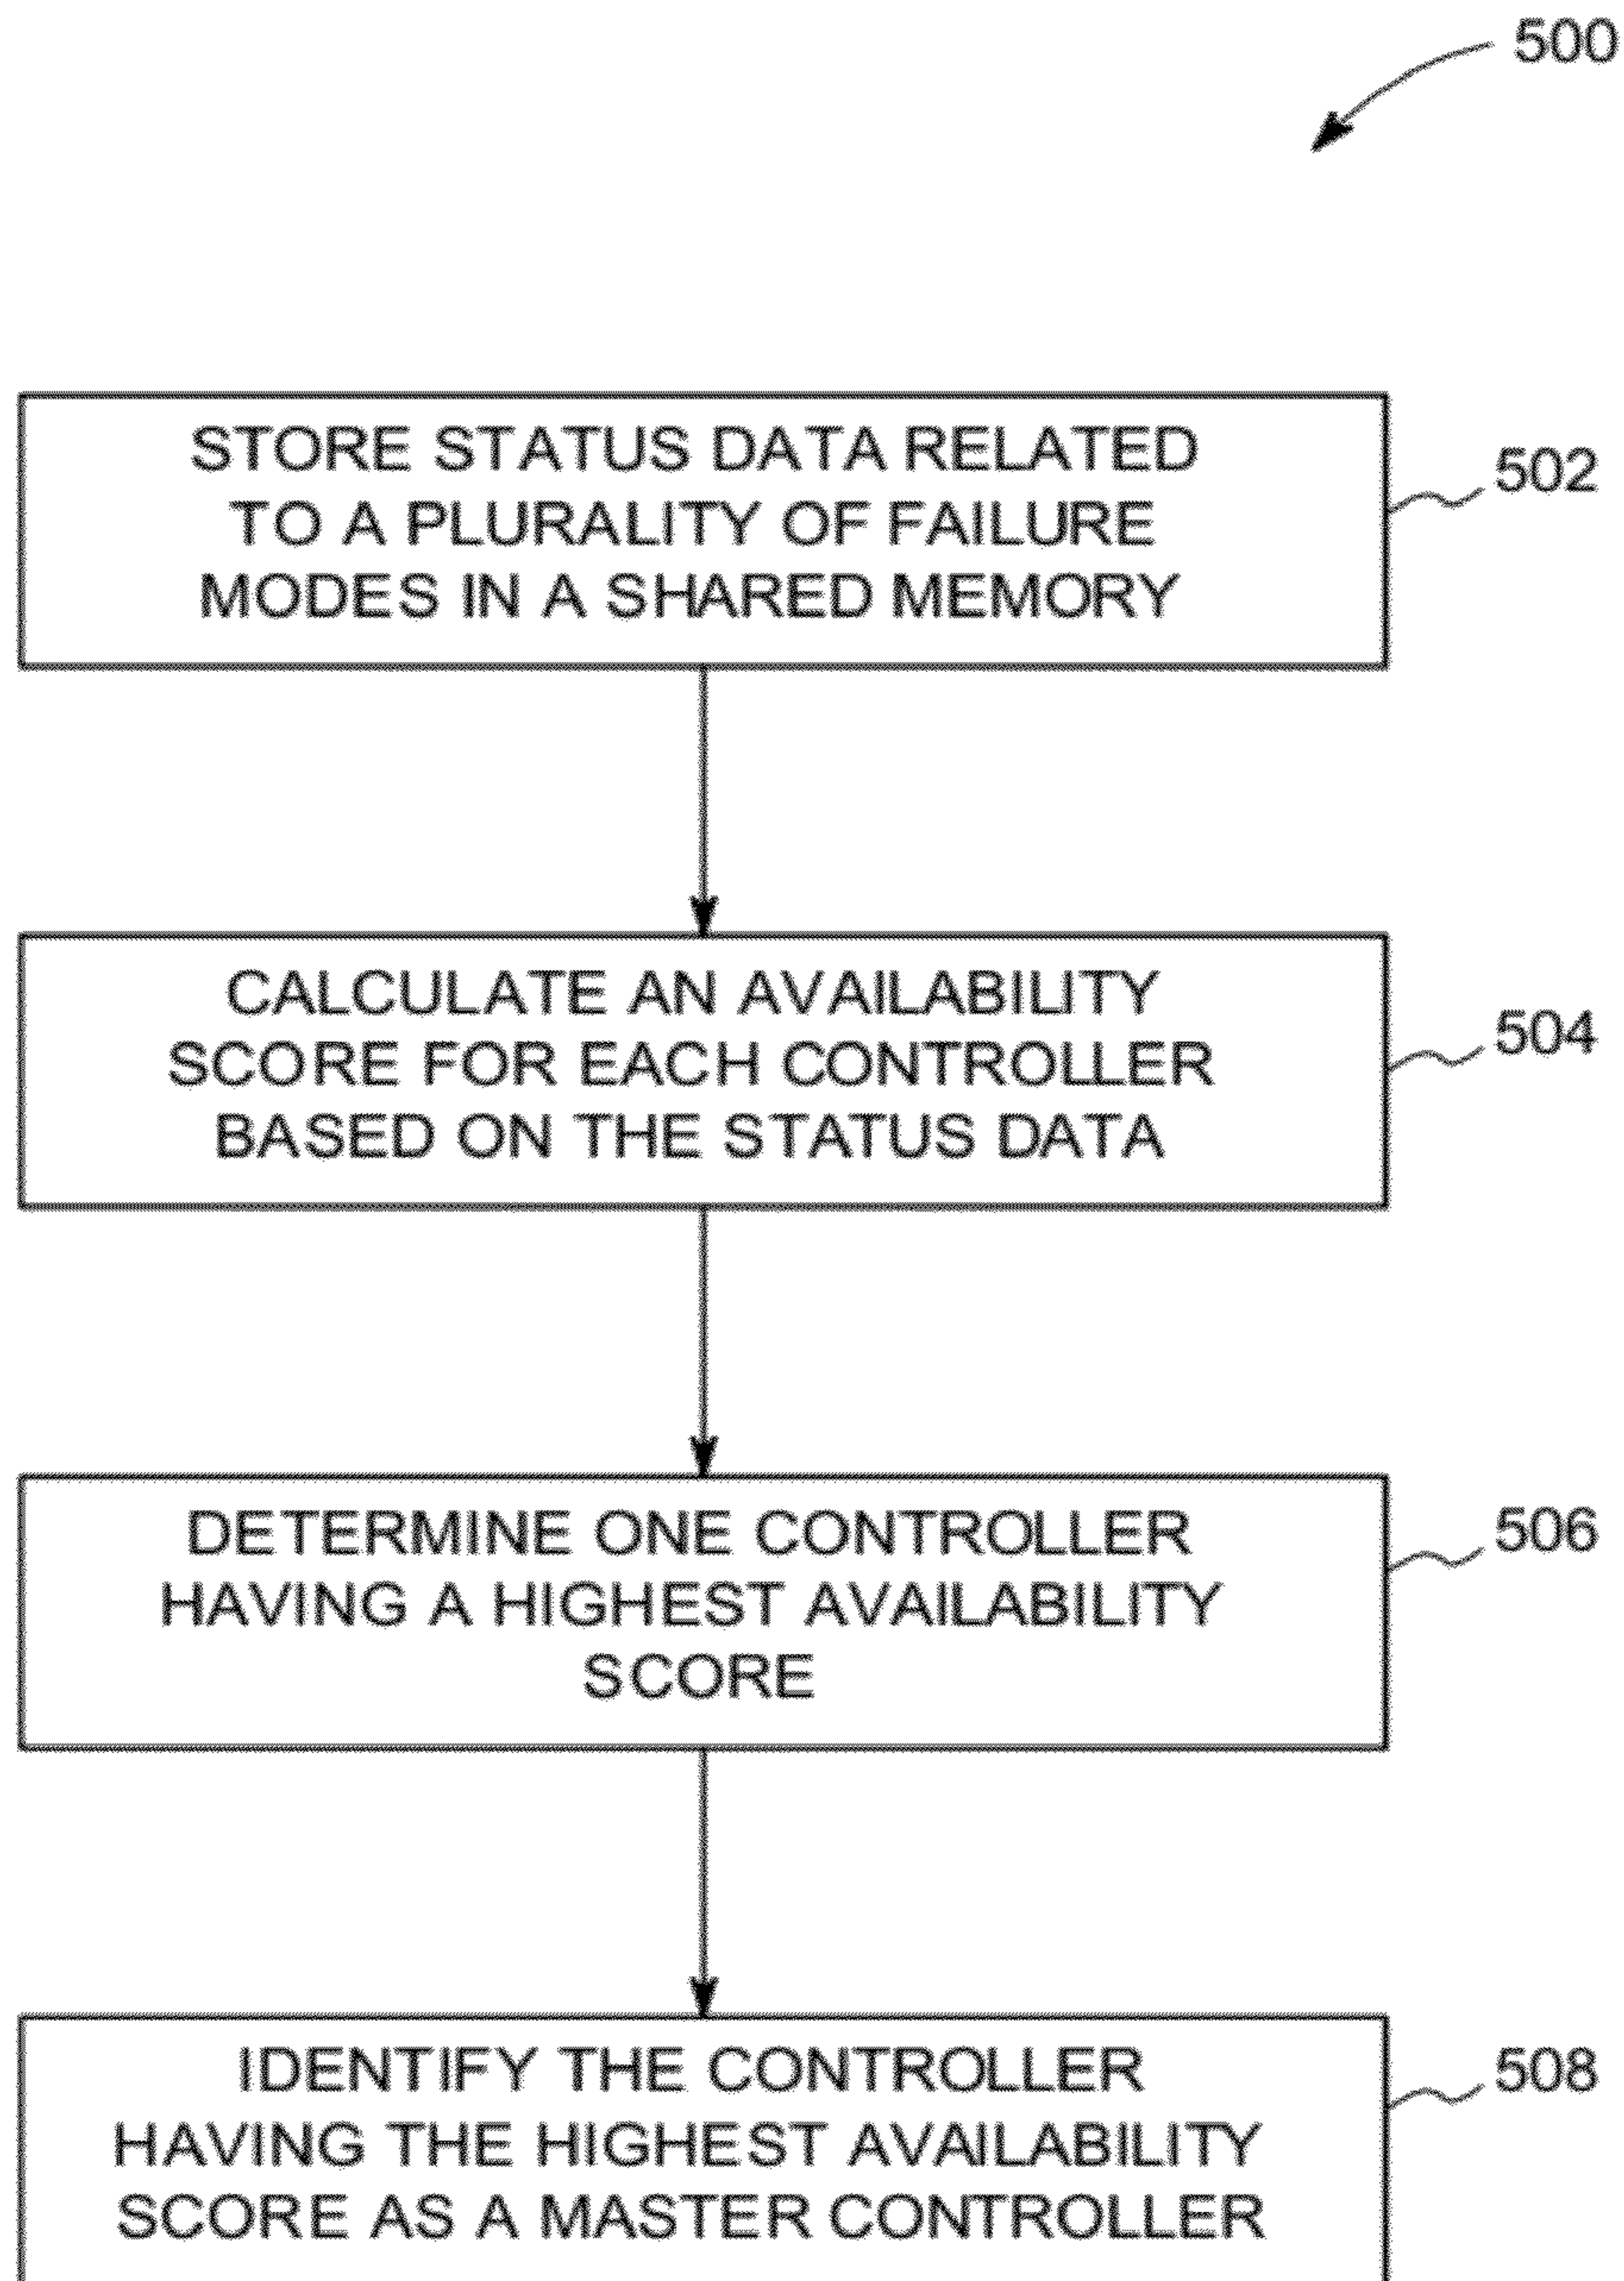 500
STORE STATUS DATA RELATED
TO A PLURALITY OF FAILURE
MODES IN A SHARED MEMORY
502
CALCULATE AN AVAILABILITY
SCORE FOR EACH CONTROLLER
BASED ON THE STATUS DATA
504
DETERMINE ONE CONTROLLER
HAVING A HIGHEST AVAILABILITY
SCORE
506
IDENTIFY THE CONTROLLER
HAVING THE HIGHEST AVAILABILITY
SCORE AS A MASTER CONTROLLER
508